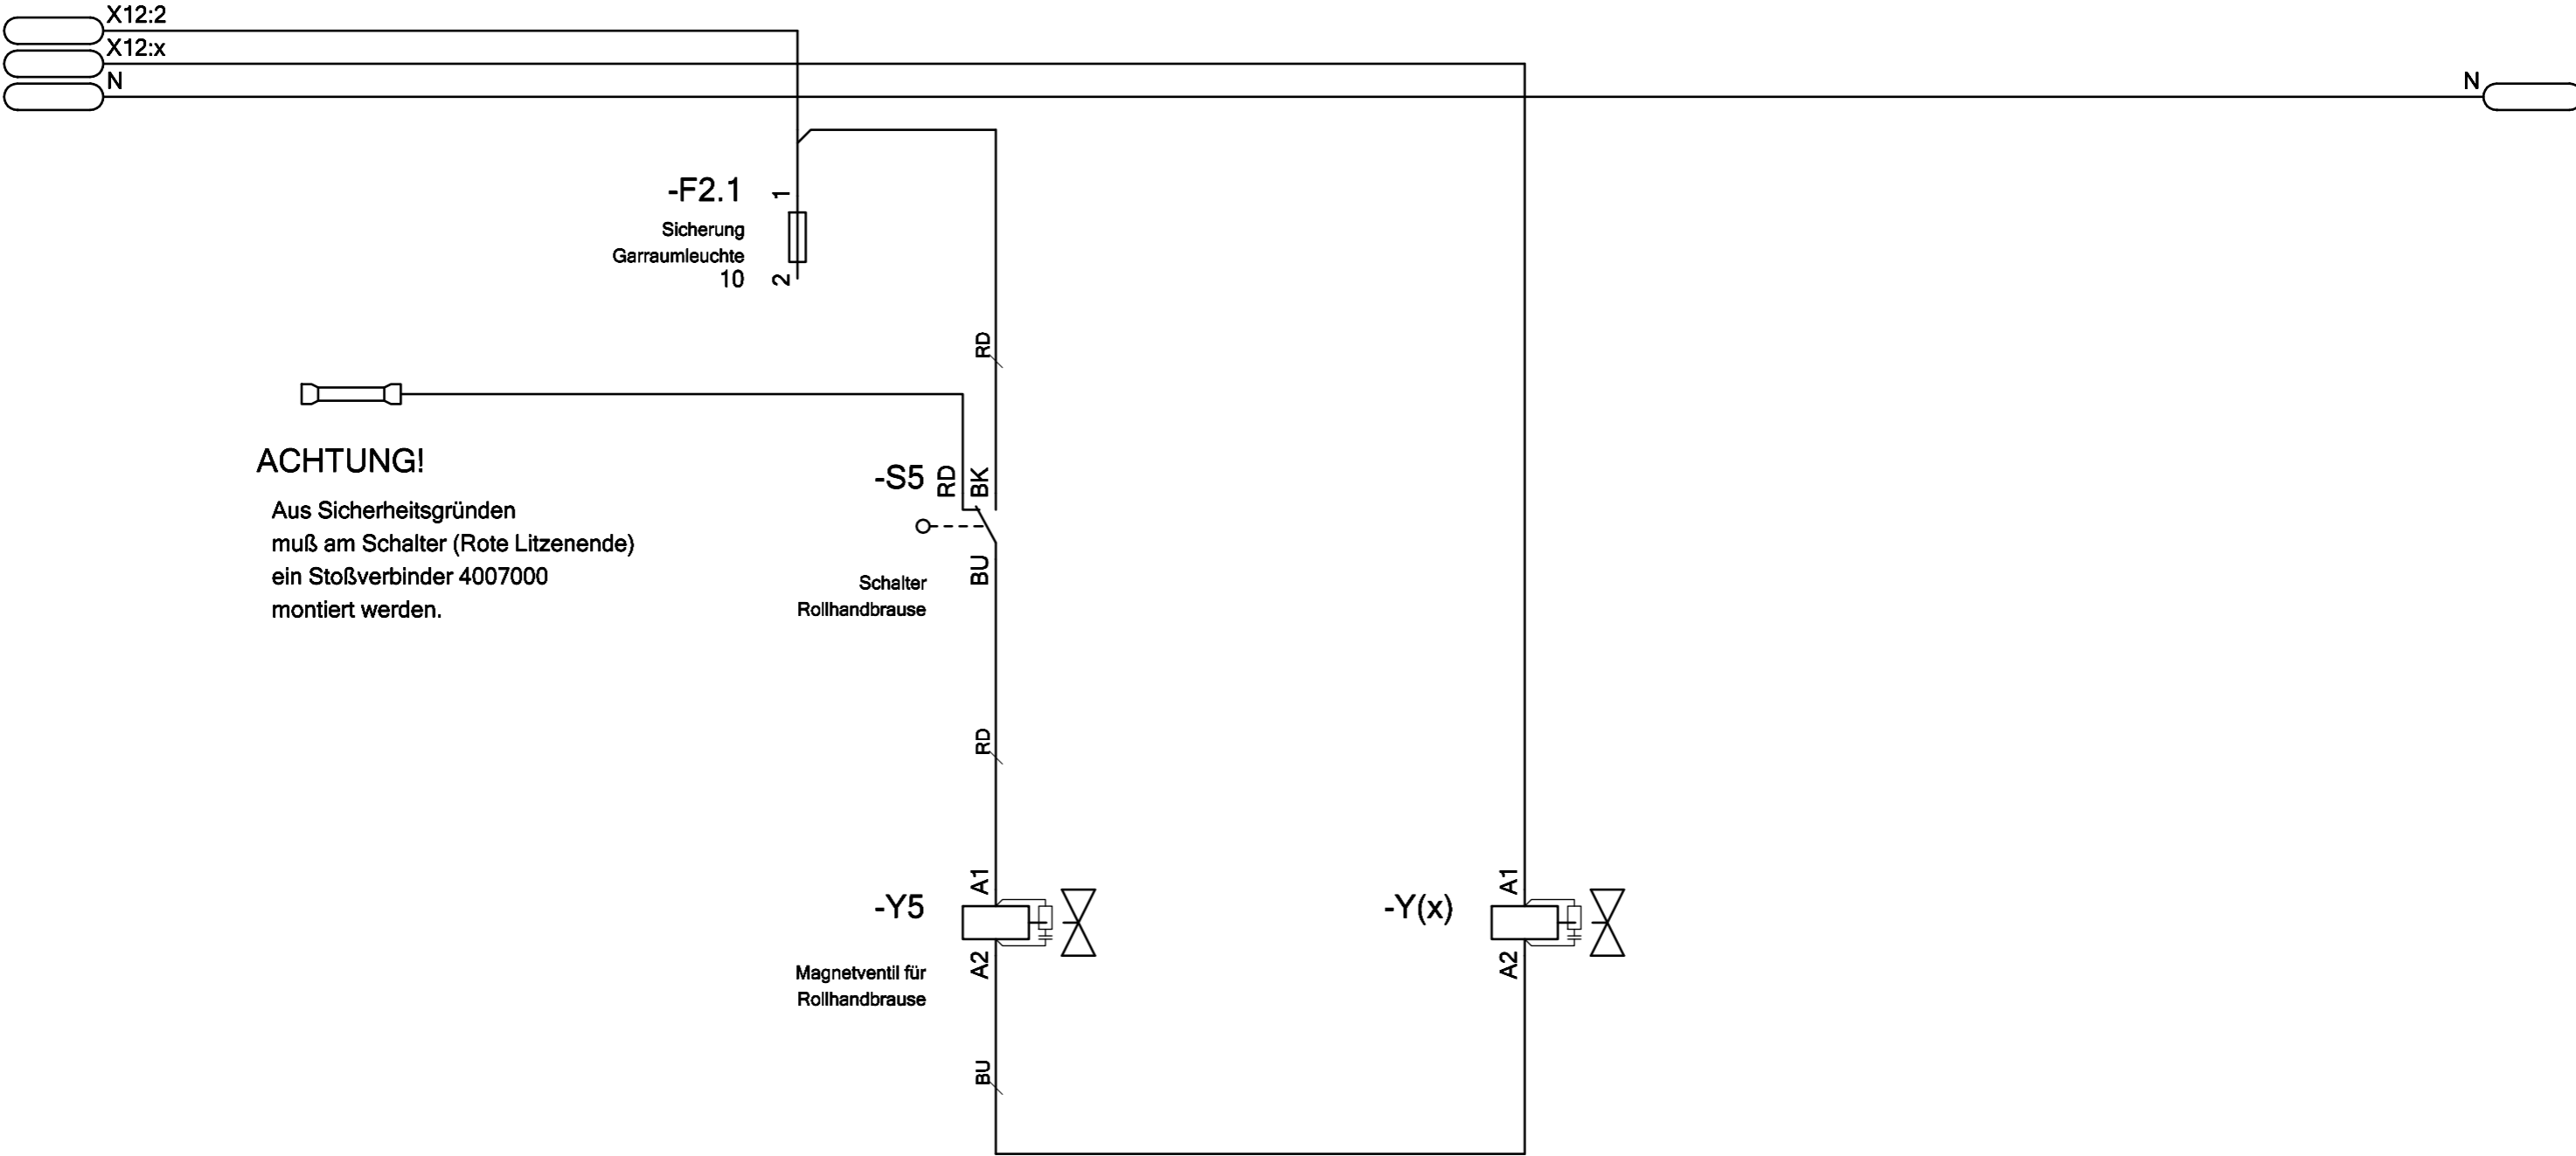 X12:2
X12:x
N
N
-F2.1
1
Sicherung
Garraumleuchte
10
2
RD
ACHTUNG!
Aus Sicherheitsgründen
muß am Schalter (Rote Litzenende)
ein Stoßverbinder 4007000
montiert werden.
-S5
RD
BK
BU
Schalter
Rollhandbrause
RD
-Y5
A1
A2
Magnetventil für
Rollhandbrause
BU
-Y(x)
A1
A2